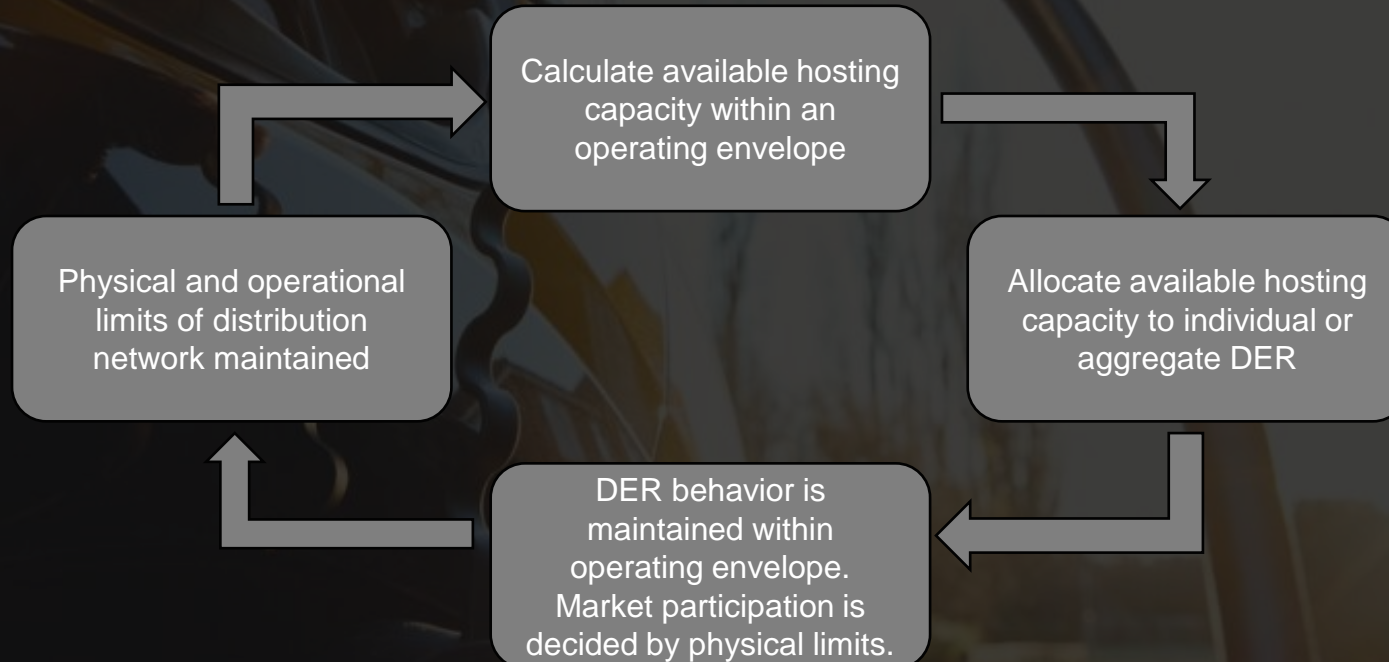 Calculate available hosting
capacity within an
operating envelope
Physical and operational
limits of distribution
network maintained
Allocate available hosting
capacity to individual or
aggregate DER
DER behavior is
maintained within
operating envelope.
Market participation is
decided by physical limits.